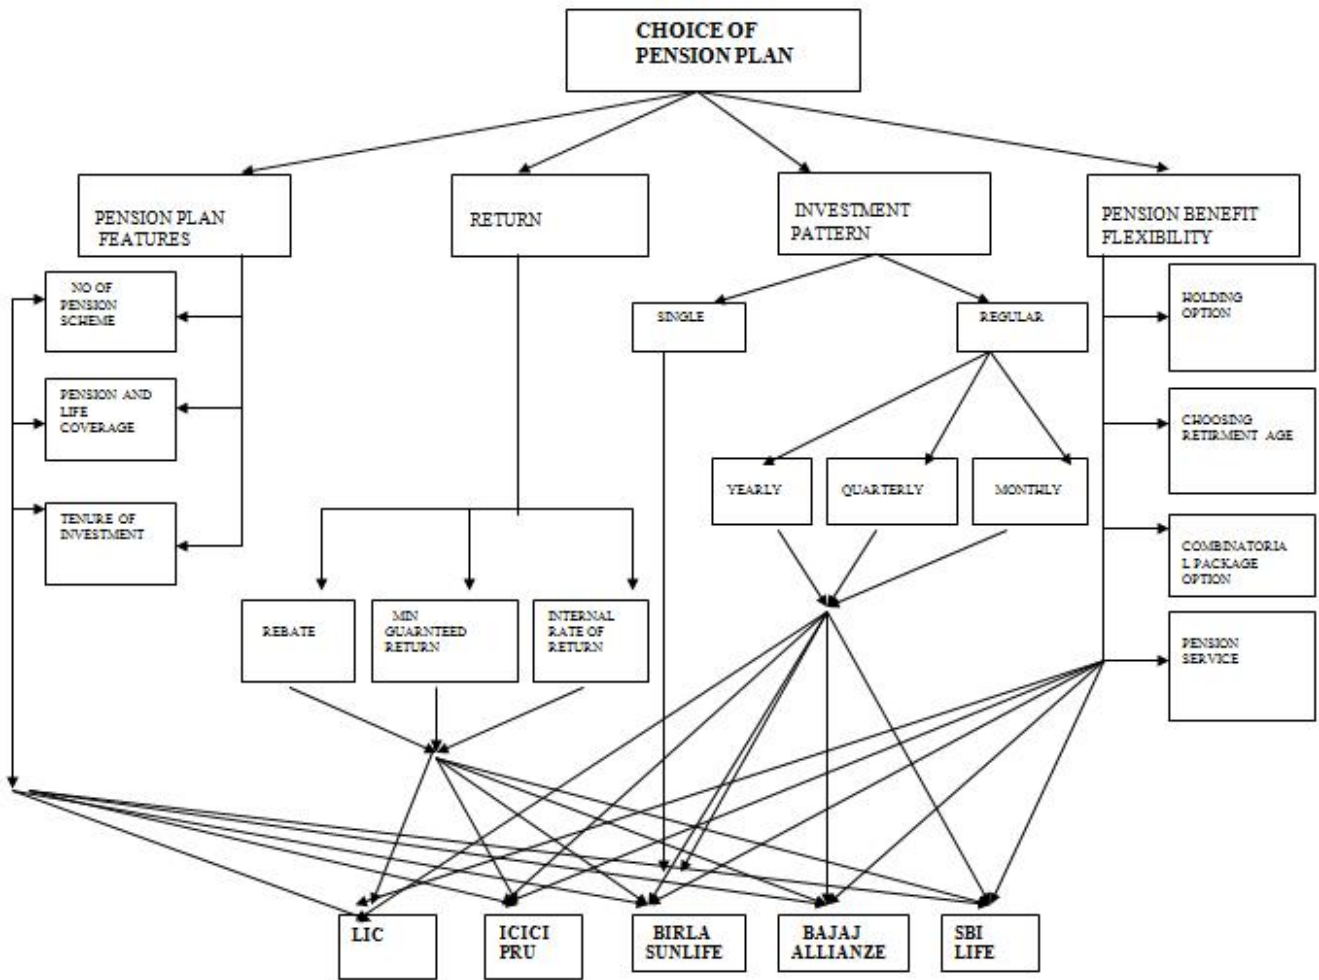 CHOICE OF
PENSION PLAN
PENSION PLAN
FEATURES
RETURN
INVESTMENT
PATTERN
PENSION BENEFIT
FLEXIBILITY
NO OF
PENSION
SCHEME
PENSION AND
LIFE
COVERAGE
TENURE OF
INVESTMENT
SINGLE
REGULAR
YEARLY
QUARTERLY
MONTHLY
HOLDING
OPTION
CHOOSING
RETIRMENT AGE
COMBINATORIA
L PACKAGE
OPTION
PENSION
SERVICE
REBATE
MIN
GUARNTEED
RETURN
INTERNAL
RATE OF
RETURN
LIC
ICICI
PRU
BIRLA
SUNLIFE
BAJAJ
ALLIANZE
SBI
LIFE